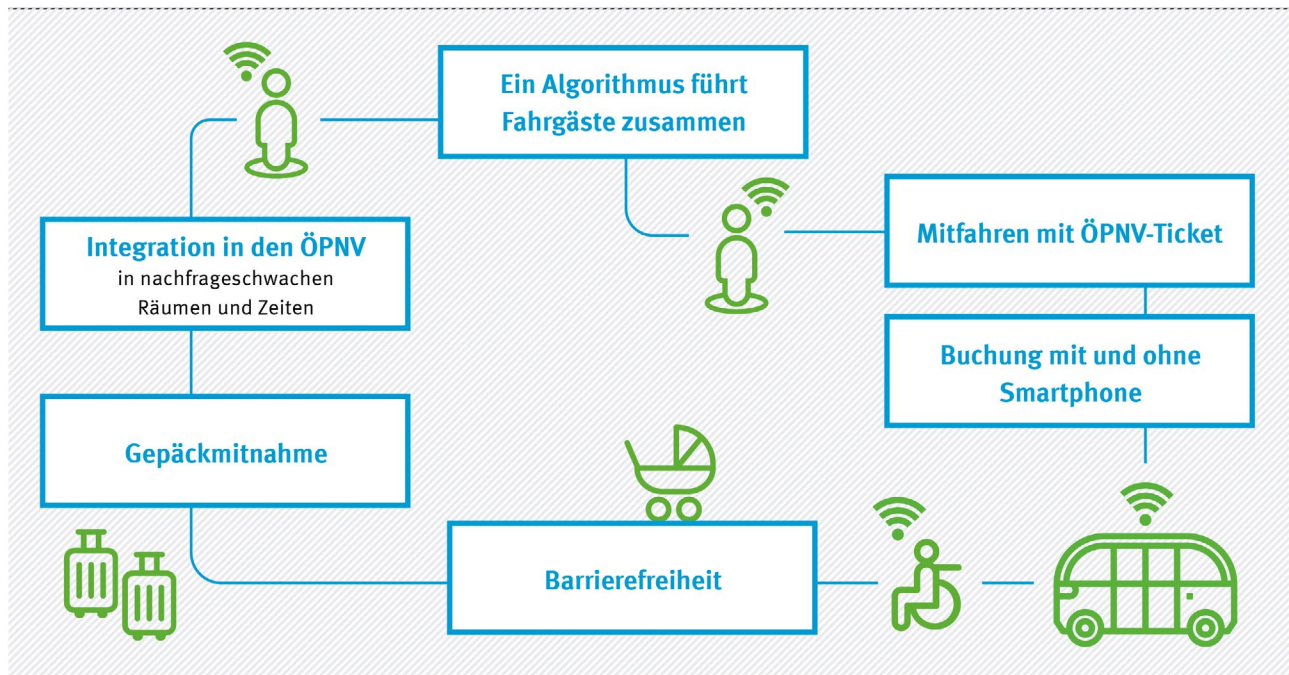 Ein Algorithmus führt
Fahrgäste zusammen
Mitfahren mit ÖPNV-Ticket
Integration in den ÖPNV
in nachfrageschwachen
Räumen und Zeiten
Buchung mit und ohne
Smartphone
Gepäckmitnahme
Barrierefreiheit